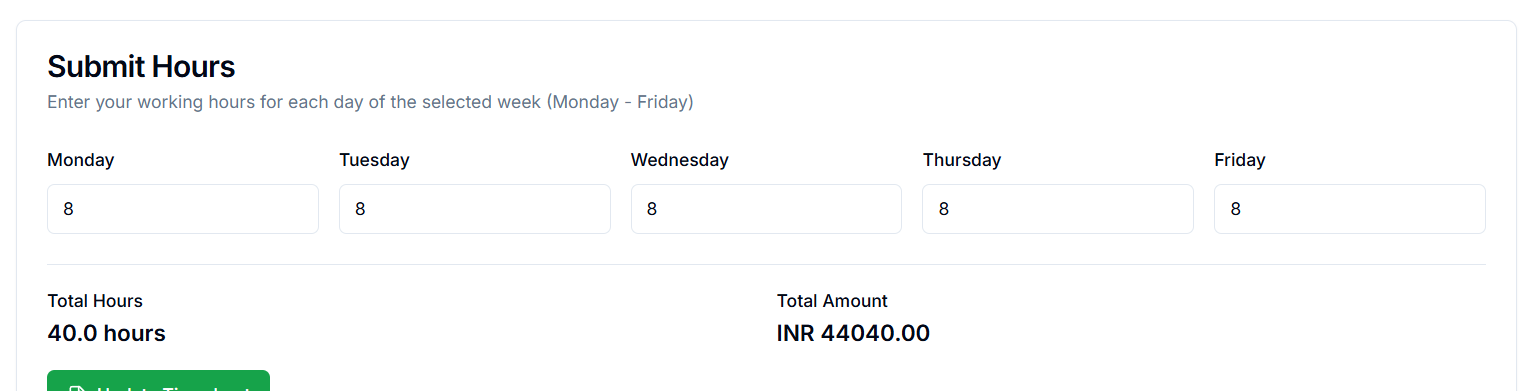 Submit Hours
Enter your working hours for each day of the selected week (Monday - Friday)
Monday Tuesday Wednesday Thursday Friday
8 8 8 8 8
Total Hours Total Amount
40.0 hours INR 44040.00